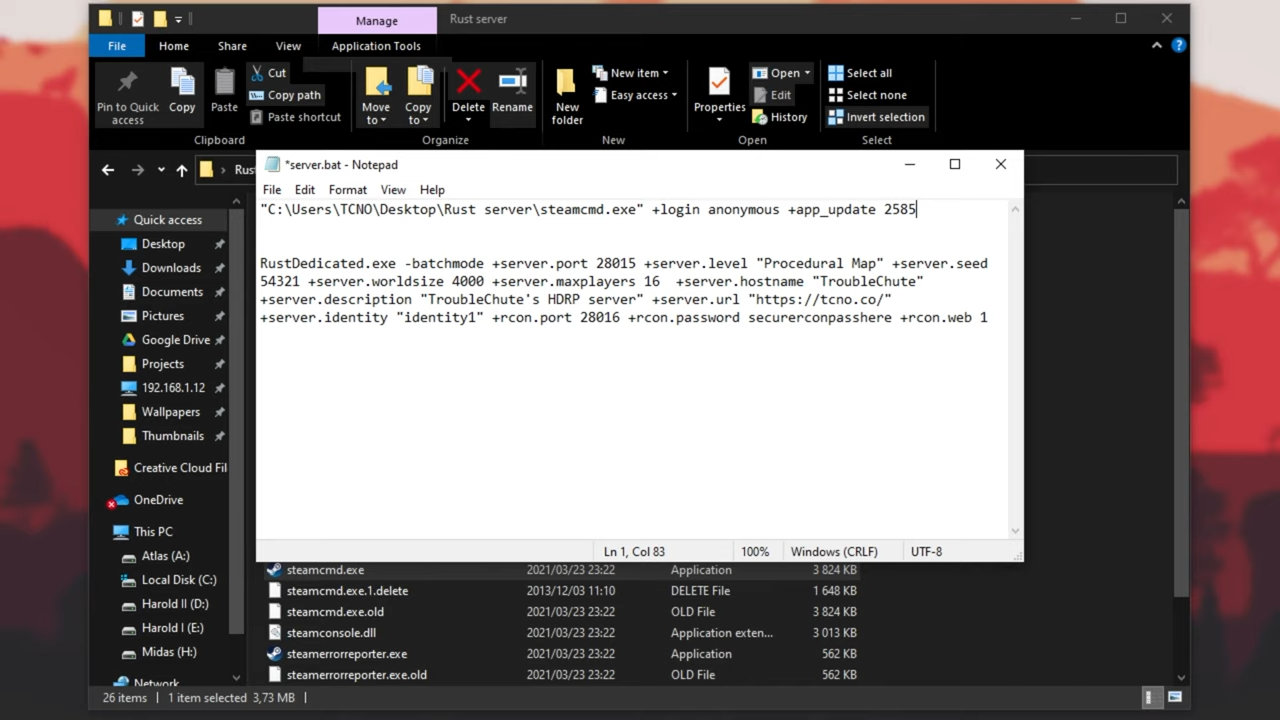 Manage
Rust server
File
Home
Share
View
Application Tools
Pin to Quick access
Copy
Paste
Cut
Copy path
Paste shortcut
Clipboard
Move to
Copy to
Delete
Rename
Organize
New folder
New item
Easy access
New
Properties
Open
Edit
History
Open
Select all
Select none
Invert selection
Select
Rus
*server.bat - Notepad
File Edit Format View Help
"C:\Users\TCNO\Desktop\Rust server\steamcmd.exe" +login anonymous +app_update 2585
RustDedicated.exe -batchmode +server.port 28015 +server.level "Procedural Map" +server.seed
54321 +server.worldsize 4000 +server.maxplayers 16  +server.hostname "TroubleChute"
+server.description "TroubleChute's HDRP server" +server.url "https://tcno.co/"
+server.identity "identity1" +rcon.port 28016 +rcon.password securerconpasshere +rcon.web 1
Ln 1, Col 83
100%
Windows (CRLF)
UTF-8
Quick access
Desktop
Downloads
Documents
Pictures
Google Drive
Projects
192.168.1.12
Wallpapers
Thumbnails
Creative Cloud Fil
OneDrive
This PC
Atlas (A:)
Local Disk (C:)
Harold II (D:)
Harold I (E:)
Midas (H:)
Network
steamcmd.exe 2021/03/23 23:22 Application 3 824 KB
steamcmd.exe.1.delete 2013/12/03 11:10 DELETE File 1 648 KB
steamcmd.exe.old 2021/03/23 23:22 OLD File 3 824 KB
steamconsole.dll 2021/03/23 23:22 Application exten... 3 013 KB
steamerrorreporter.exe 2021/03/23 23:22 Application 562 KB
steamerrorreporter.exe.old 2021/03/23 23:22 OLD File 562 KB
26 items
1 item selected 3,73 MB